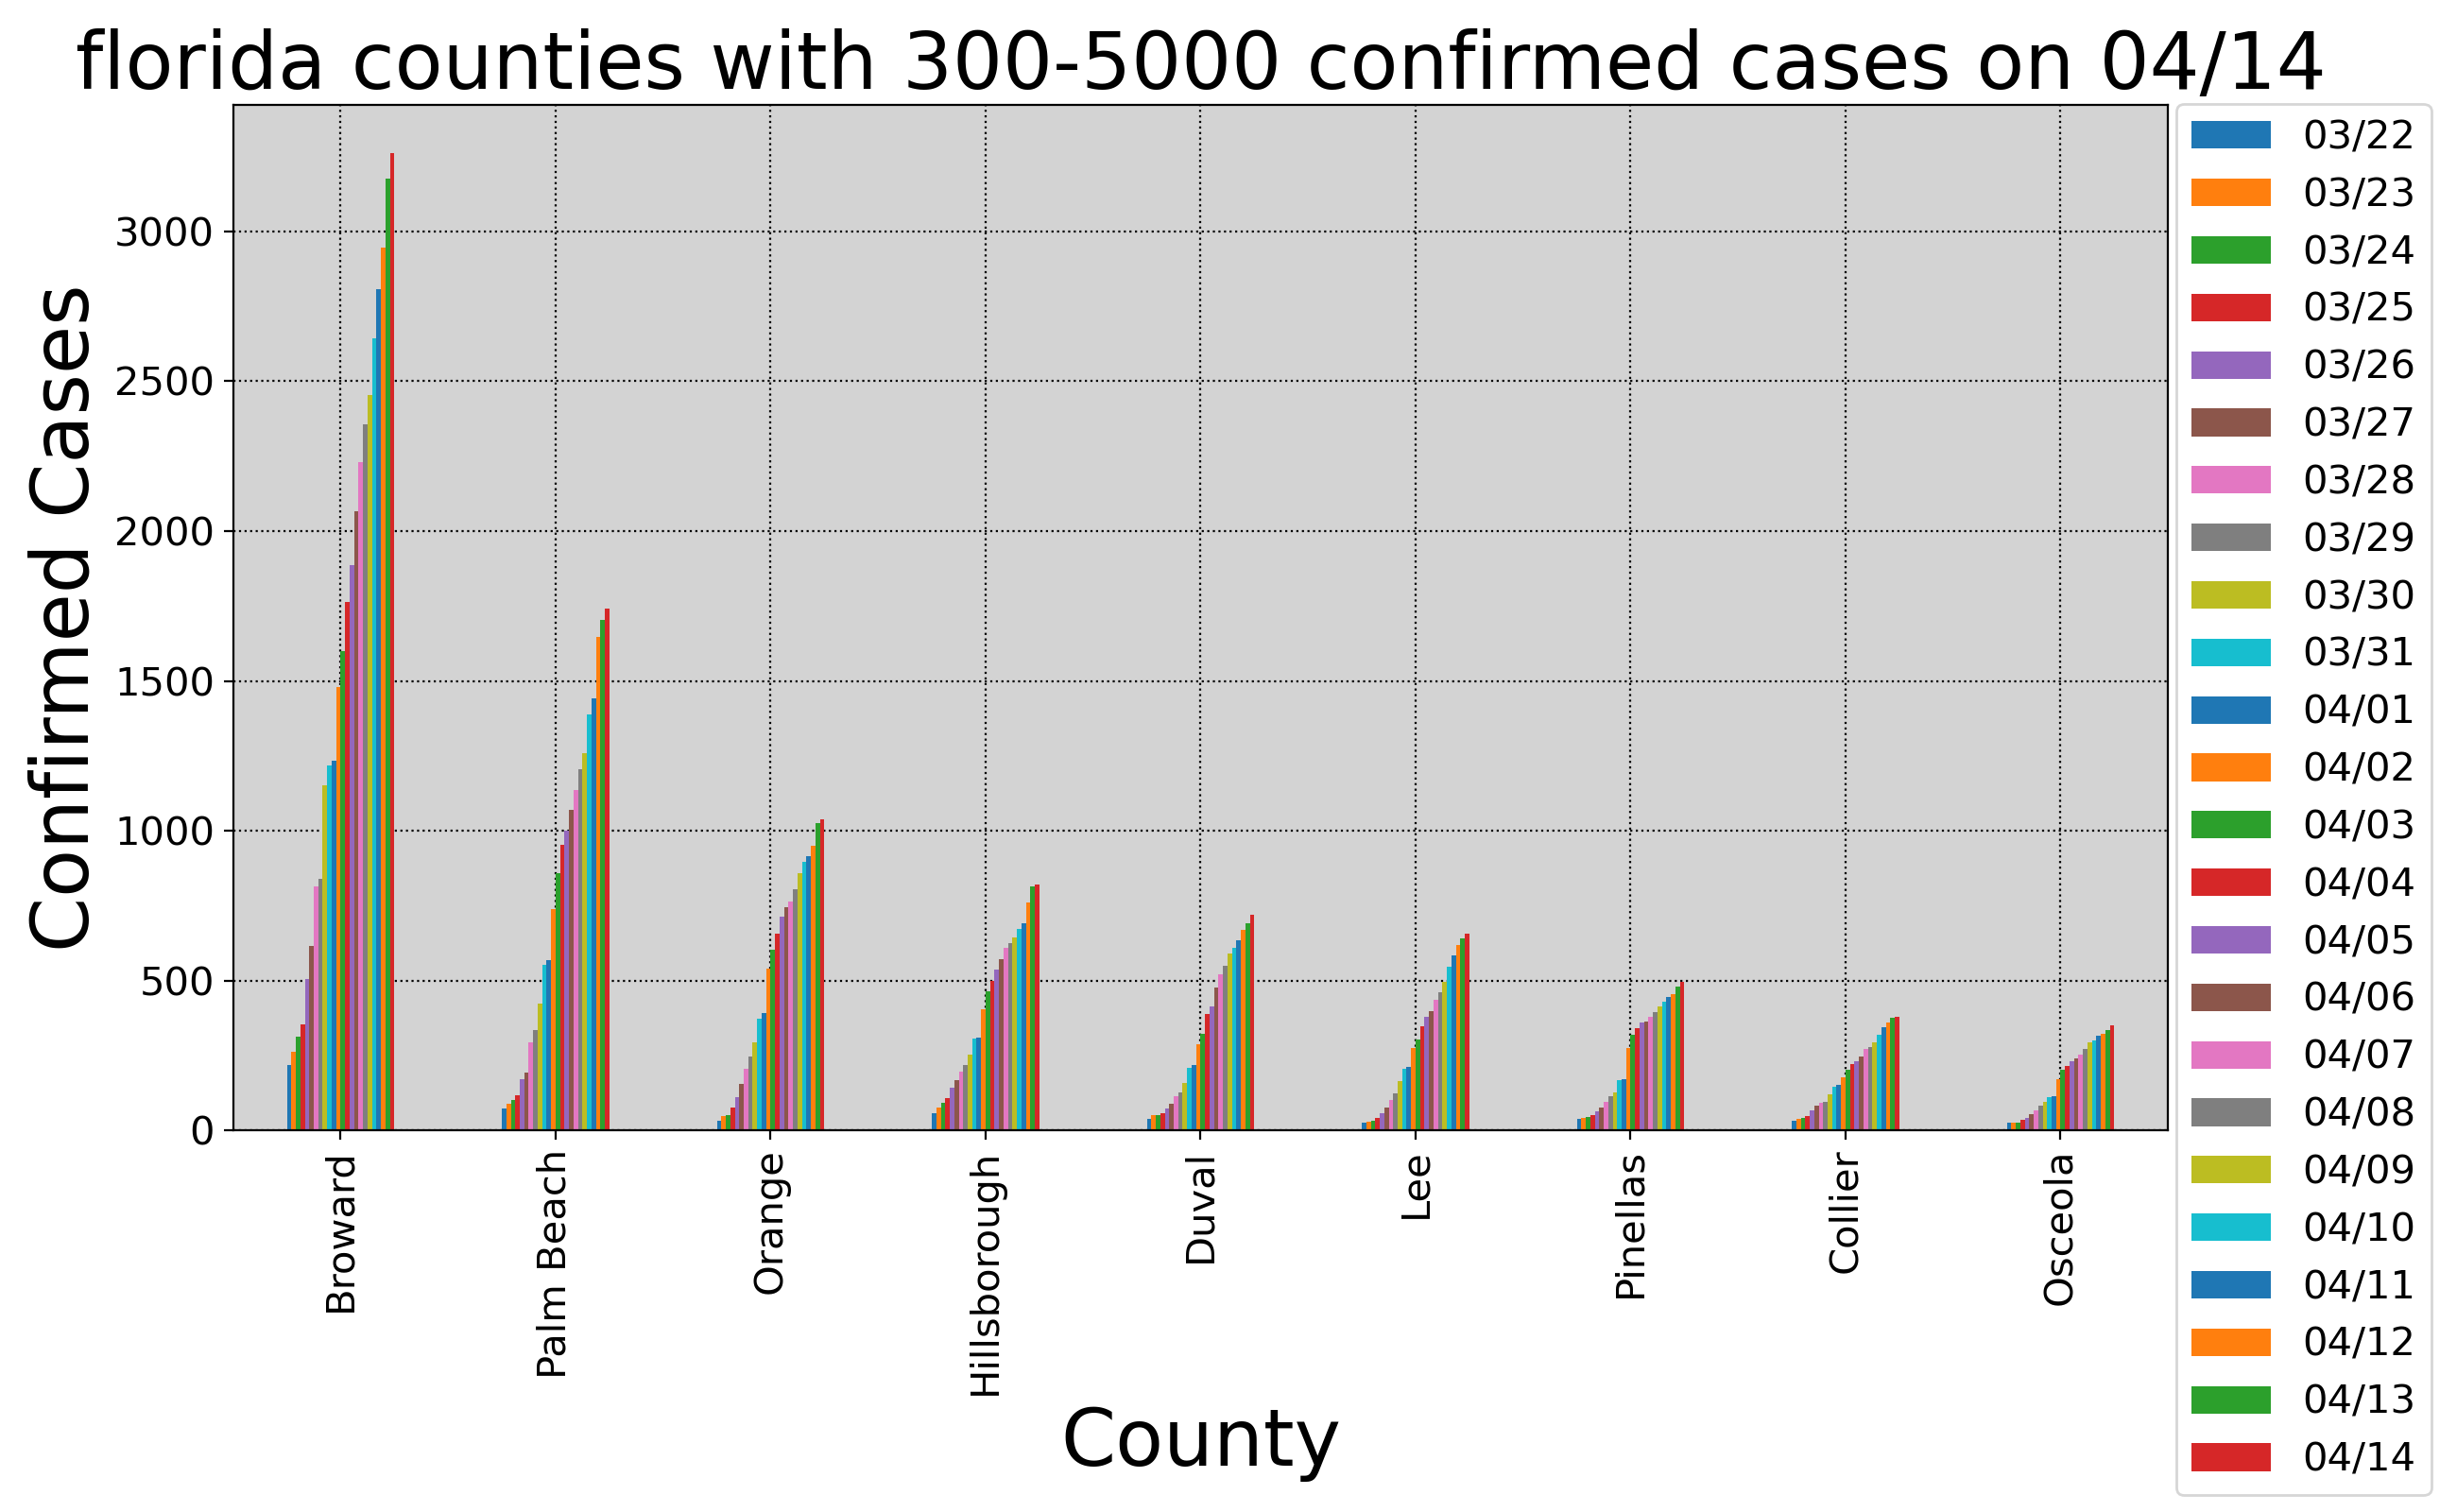 florida counties with 300-5000 confirmed cases on 04/14
Confirmed Cases
3000
2500
2000
1500
1000
500
0
Broward
Palm Beach
Orange
Hillsborough
Duval
Lee
Pinellas
Collier
Osceola
County
03/22
03/23
03/24
03/25
03/26
03/27
03/28
03/29
03/30
03/31
04/01
04/02
04/03
04/04
04/05
04/06
04/07
04/08
04/09
04/10
04/11
04/12
04/13
04/14